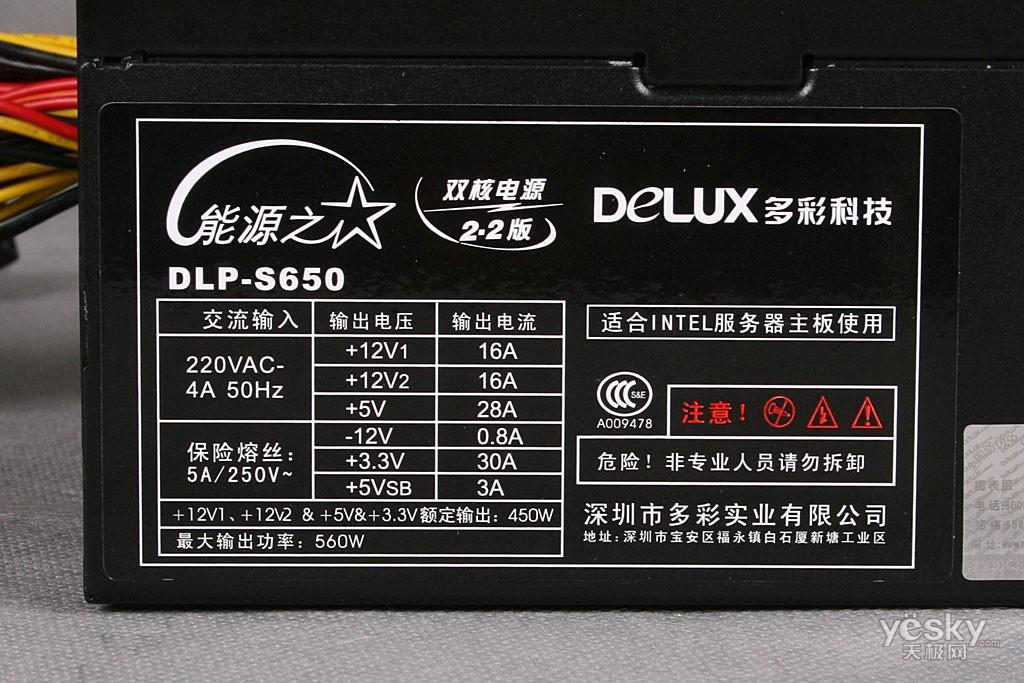 能源之
双核电源
2-2版
DeLUX 多彩科技
DLP-S650
交流输入 输出电压 输出电流
220VAC-
4A 50Hz
+12V1 16A
+12V2 16A
+5V 28A
保险熔丝:
5A/250V~
-12V 0.8A
+3.3V 30A
+5VSB 3A
+12V1、+12V2 & +5V&+3.3V额定输出: 450W
最大输出功率: 560W
适合INTEL服务器主板使用
S&E
A009478
注意!
危险! 非专业人员请勿拆卸
深圳市多彩实业有限公司
地址: 深圳市宝安区福永镇白石厦新塘工业区
yesky.com
天极网